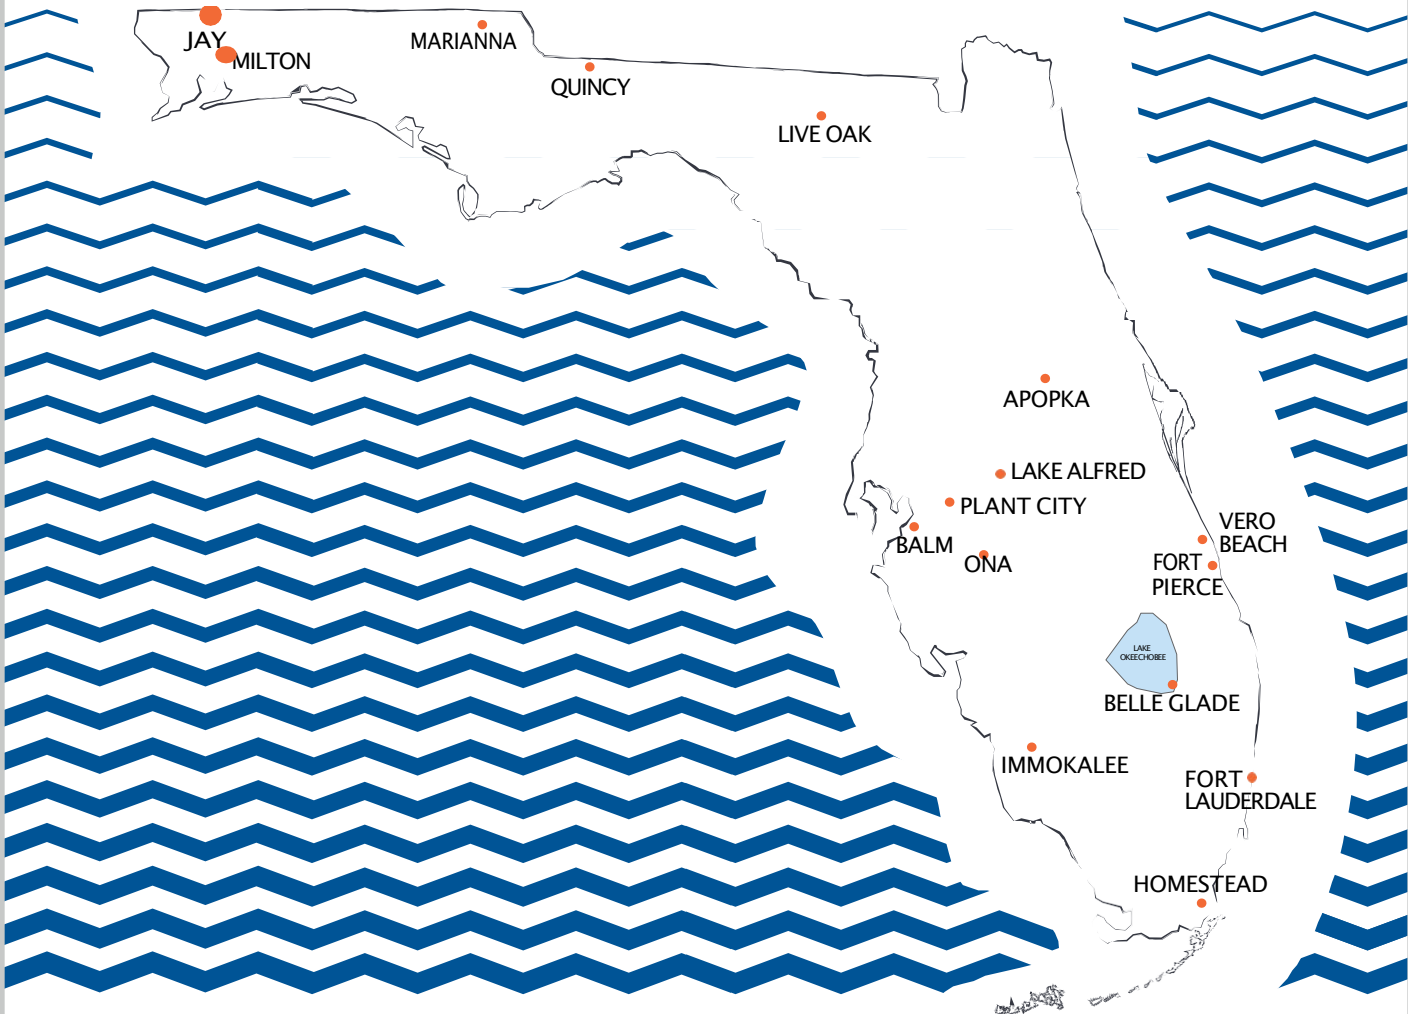 JAY
MILTON
MARIANNA
QUINCY
LIVE OAK
APOPKA
LAKE ALFRED
PLANT CITY
BALM
ONA
VERO
BEACH
FORT
PIERCE
LAKE
OKEECHOBEE
BELLE GLADE
IMMOKALEE
FORT
LAUDERDALE
HOMESTEAD